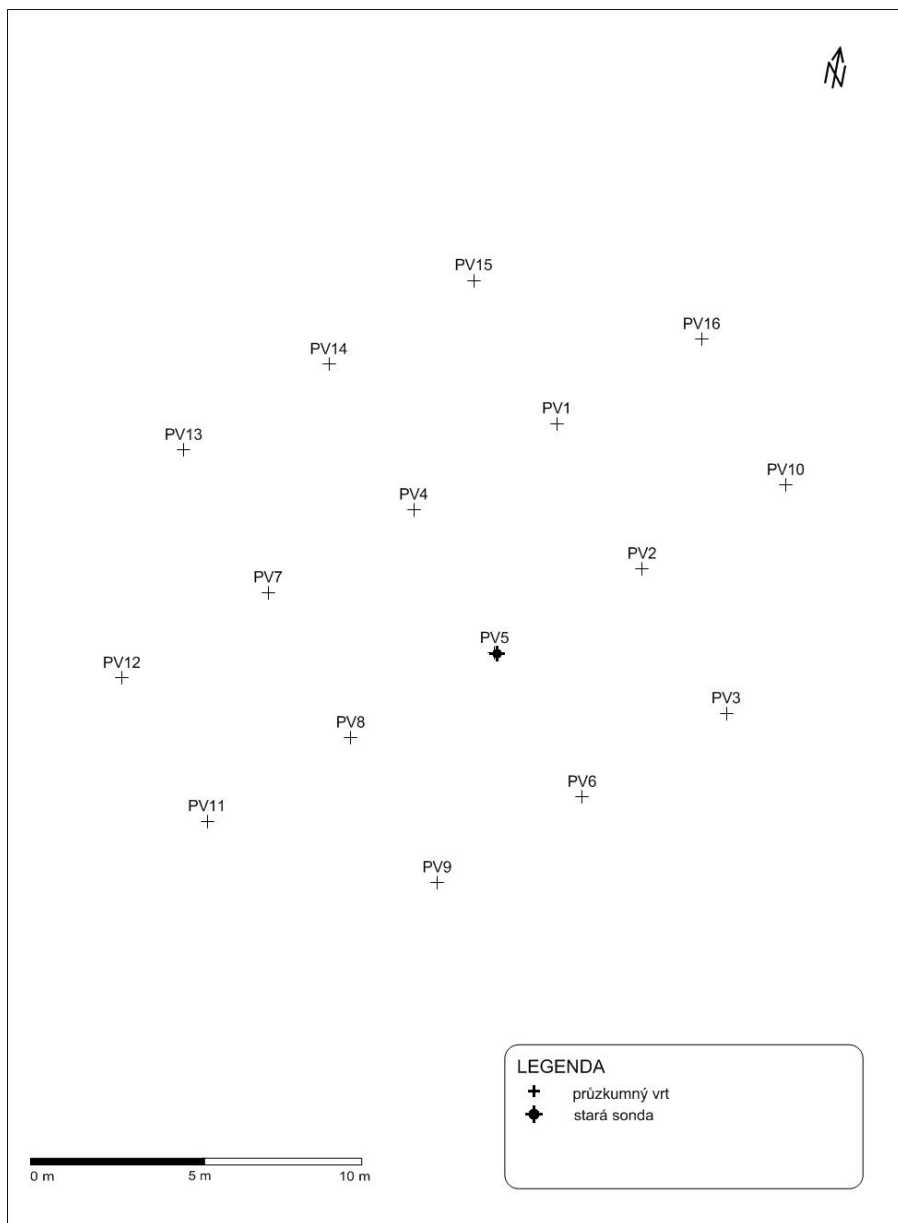 N
PV15
PV16
PV14
PV1
PV13
PV10
PV4
PV2
PV7
PV5
PV12
PV3
PV8
PV6
PV11
PV9
LEGENDA
průzkumný vrt
stará sonda
0 m 5 m 10 m